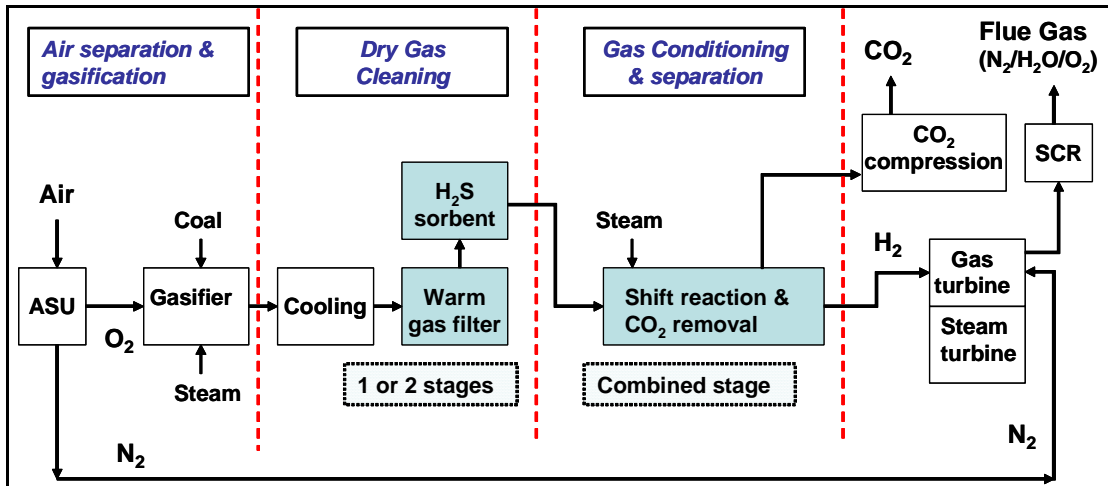 Air separation &
gasification
Dry Gas
Cleaning
Gas Conditioning
& separation
CO₂
Flue Gas
(N₂/H₂O/O₂)
CO₂
compression
SCR
Air
Coal
H₂S
sorbent
Steam
H₂
ASU
O₂
Gasifier
Steam
Cooling
Warm
gas filter
Shift reaction &
CO₂ removal
Gas
turbine
Steam
turbine
1 or 2 stages
Combined stage
N₂
N₂